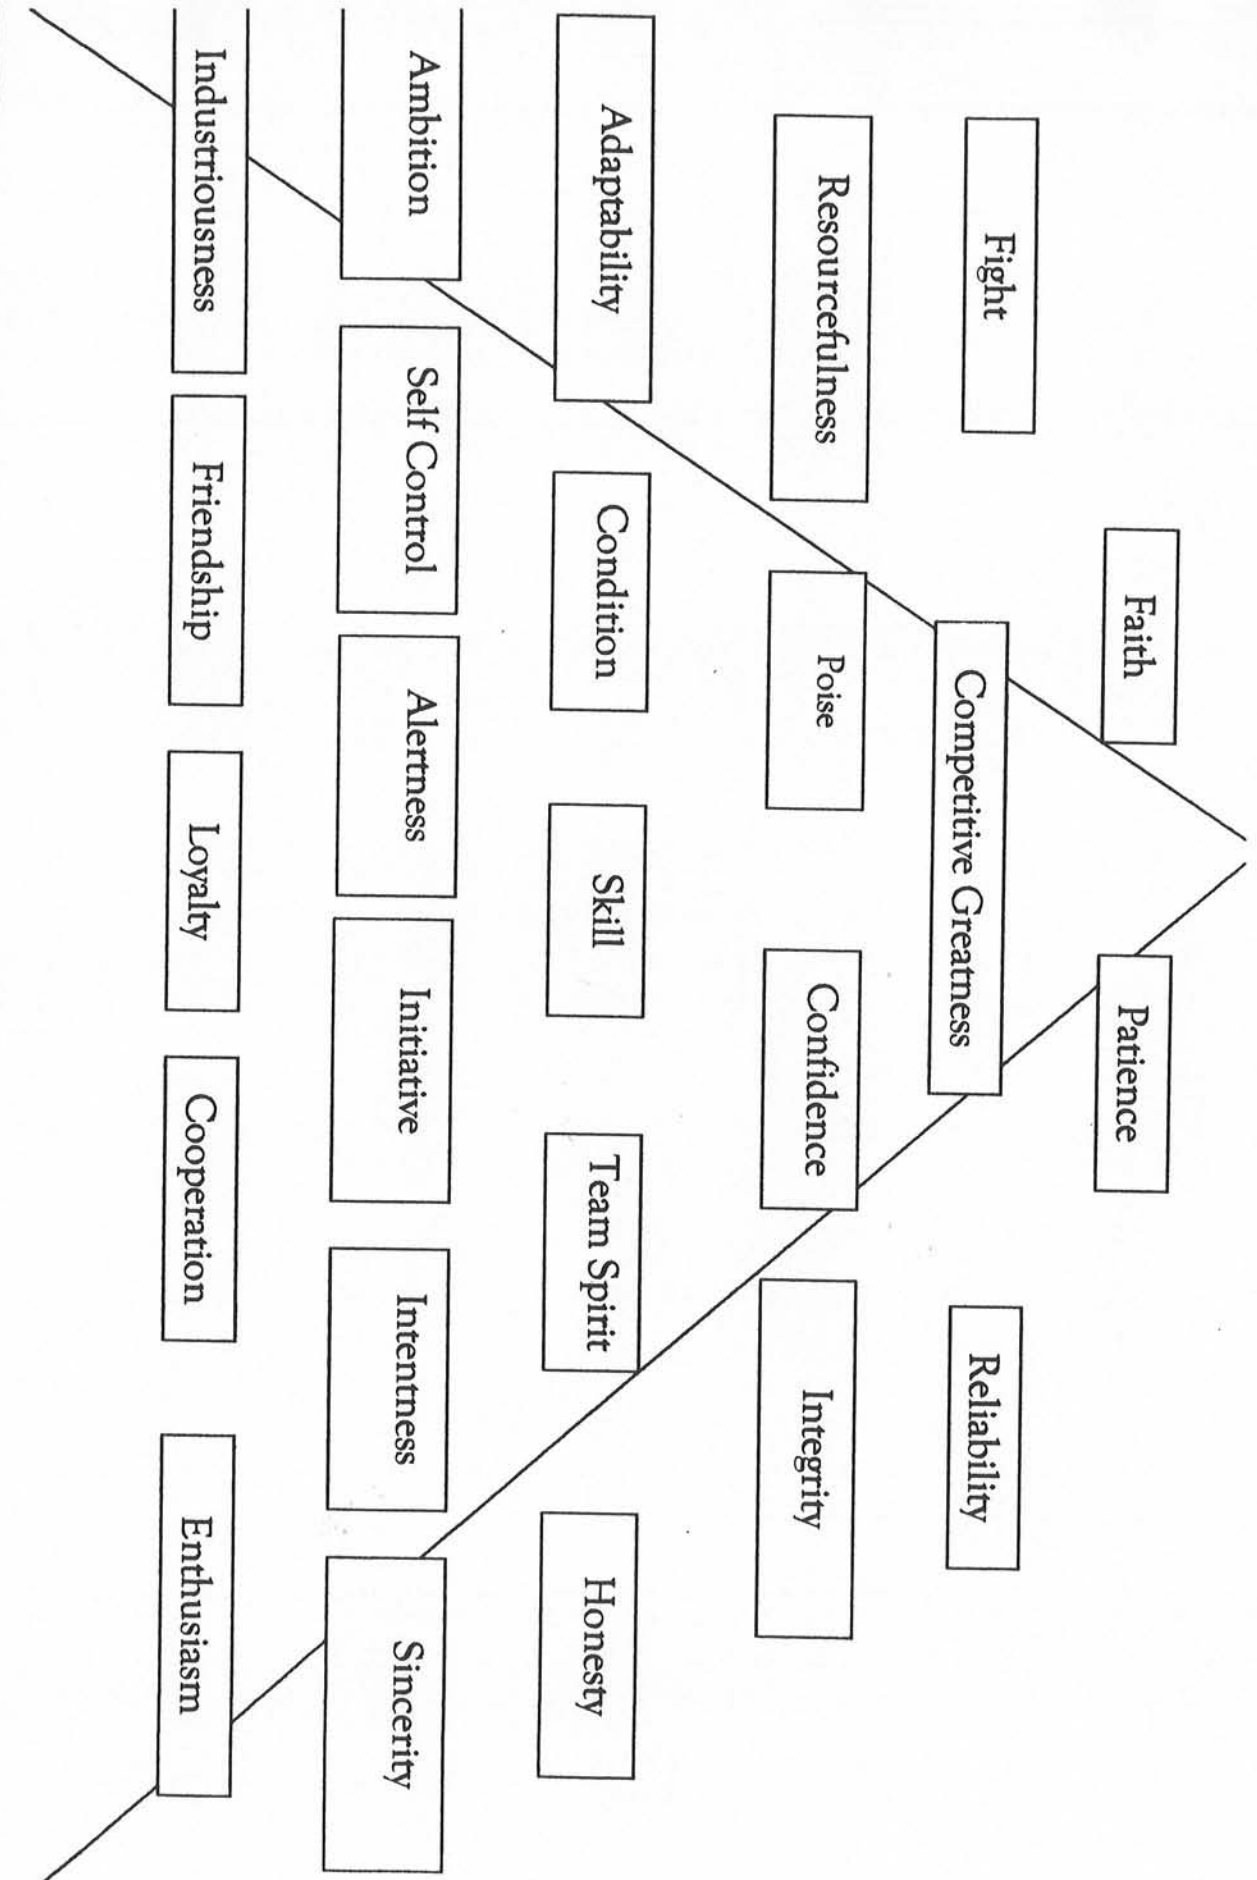 Faith
Patience
Fight
Competitive Greatness
Reliability
Resourcefulness
Poise
Confidence
Integrity
Adaptability
Condition
Skill
Team Spirit
Honesty
Ambition
Self Control
Alertness
Initiative
Intentness
Sincerity
Industriousness
Friendship
Loyalty
Cooperation
Enthusiasm